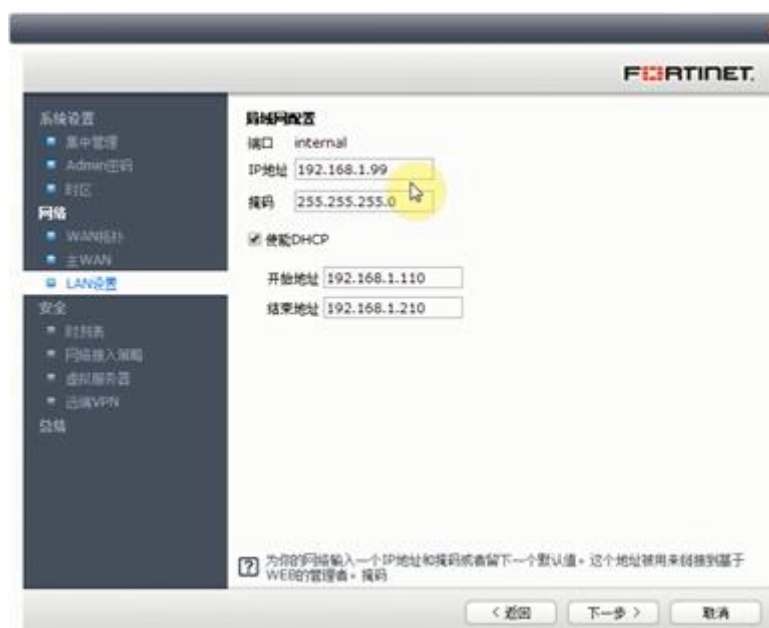 FORTINET
系统设置
集中管理
Admin密码
时区
网络
WAN拓扑
主WAN
LAN设置
安全
时刻表
网络接入策略
虚拟服务器
远端VPN
总结
局域网配置
端口 internal
IP地址 192.168.1.99
掩码 255.255.255.0
使能DHCP
开始地址 192.168.1.110
结束地址 192.168.1.210
为你的网络输入一个IP地址和掩码或者留下一个默认值。这个地址被用来链接到基于
WEB的管理者。掩码
< 返回 下一步 > 取消